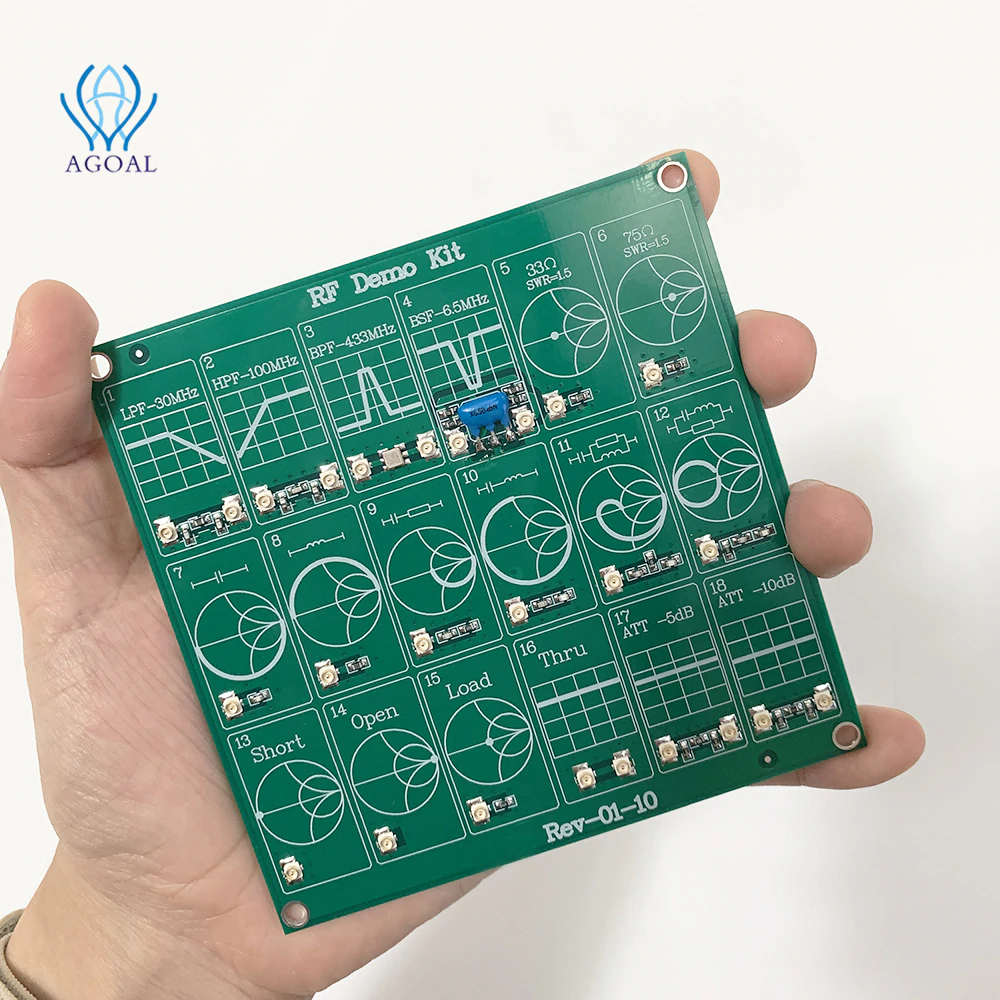 AGOAL
RF Demo Kit
1
LPF-30MHz
2
HPF-100MHz
3
BPF-433MHz
4
BSF-6.5MHz
5
33Ω
SWR=1.5
6
75Ω
SWR=1.5
7
8
9
10
11
12
13
Short
14
Open
15
Load
16
Thru
17
ATT -5dB
18
ATT -10dB
Rev-01-10